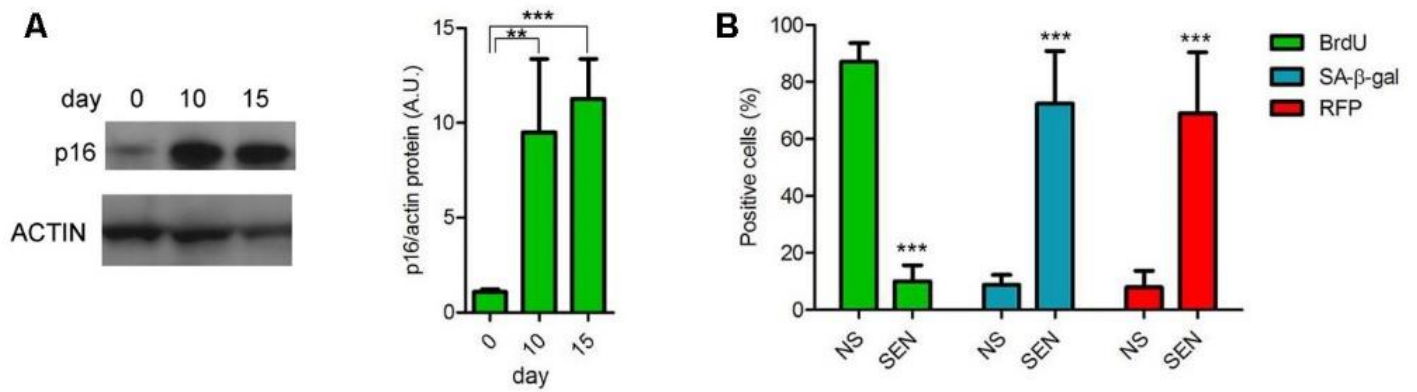 A
day 0 10 15
p16
ACTIN
p16/actin protein (A.U.)
15
10
5
0
***
**
0 10 15
day
B
Positive cells (%)
100
80
60
40
20
0
***
***
***
NS SEN NS SEN NS SEN
BrdU
SA-β-gal
RFP